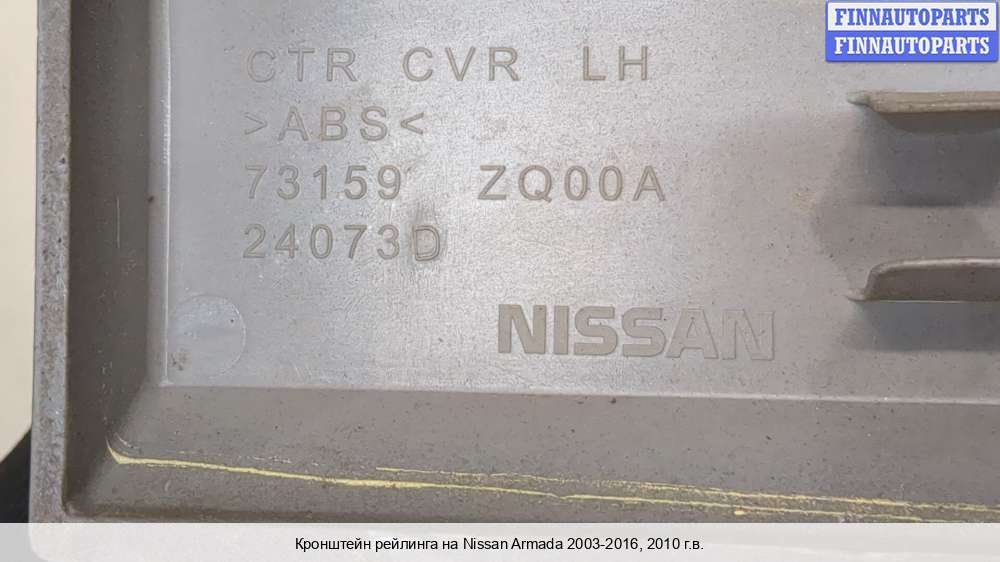 FINNAUTOPARTS
FINNAUTOPARTS
CTR CVR LH
>ABS<
73159 ZQ00A
24073D
NISSAN
Кронштейн рейлинга на Nissan Armada 2003-2016, 2010 г.в.